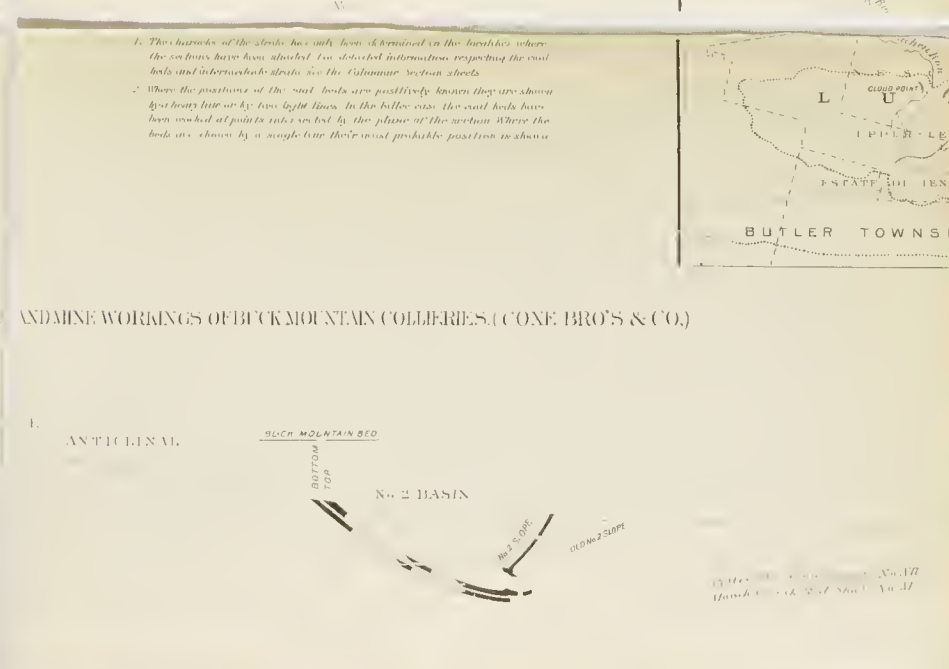 1. The characts of the strata has only been determined in the localities where
the sections have been shaded. For detailed information respecting the coal
beds and intermediate strata see the Columnar Section sheets
2. Where the positions of the coal beds are positively known they are shown
by a heavy line or by two light lines. In the latter case the coal beds have
been worked at points intersected by the plane of the section Where the
beds are shown by a single line their most probable position is shown
CLOUD POINT
L U
ESTATE OF
BUTLER TOWNS
AND MINE WORKINGS OF BUCK MOUNTAIN COLLIERIES. (COXE BRO'S & CO.)
ANTICLINAL
BUCK MOUNTAIN BED
BOTTOM
TOP
No. 2 BASIN
No 2 SLOPE
OLD No 2 SLOPE